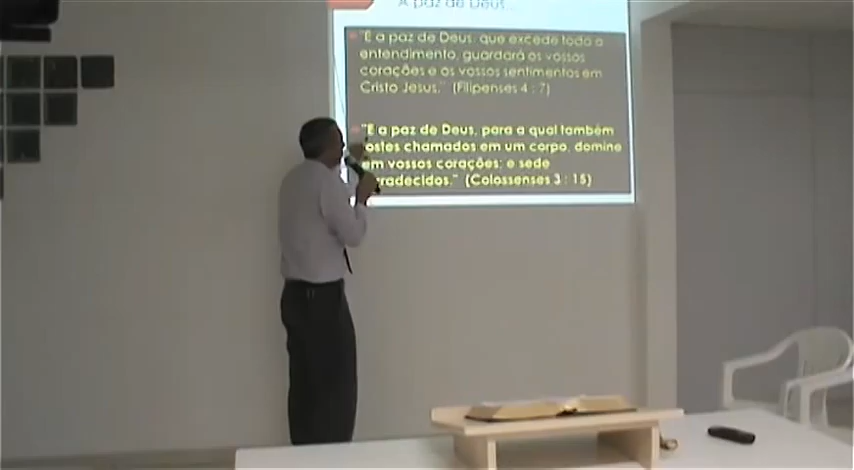 A paz de Deus...
"E a paz de Deus, que excede todo o
entendimento, guardará os vossos
corações e os vossos sentimentos em
Cristo Jesus." (Filipenses 4 : 7)
"E a paz de Deus, para a qual também
fostes chamados em um corpo, domine
em vossos corações; e sede
agradecidos." (Colossenses 3 : 15)